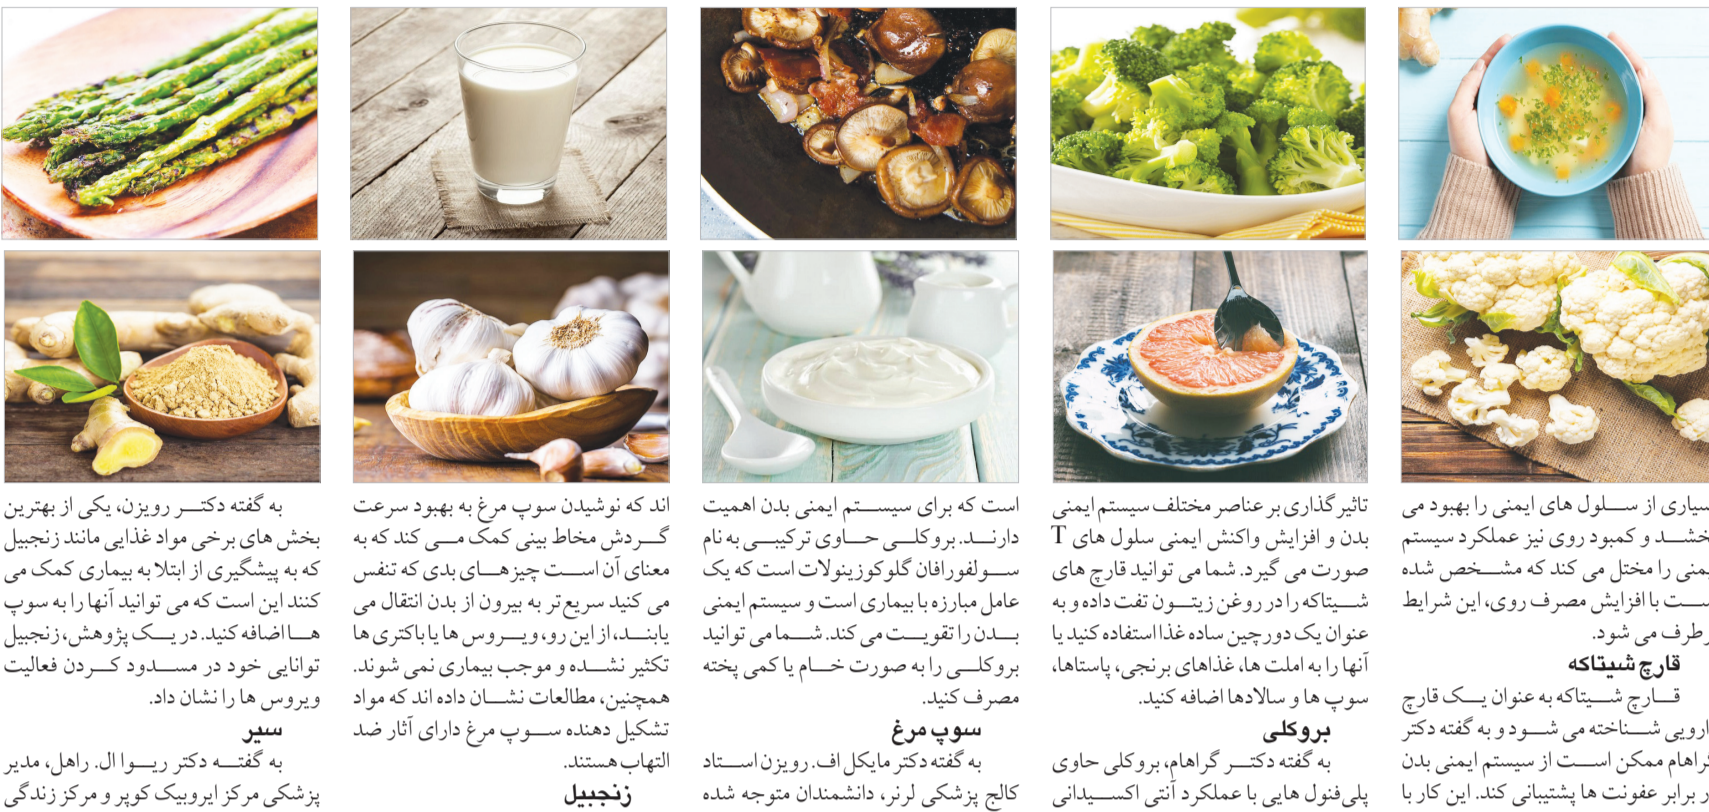 سیاری از سلول های ایمنی را بهبود می
خشد و کمبود روی نیز عملکرد سیستم
یمنی را مختل می کند که مشخص شده
ست با افزایش مصرف روی، این شرایط
رطرف می شود.
قارچ شیتاکه
قارچ شیتاکه به عنوان یک قارچ
ارویی شناخته می شود و به گفته دکتر
گراهام ممکن است از سیستم ایمنی بدن
ر برابر عفونت ها پشتیبانی کند. این کار با
تاثیرگذاری بر عناصر مختلف سیستم ایمنی
بدن و افزایش واکنش ایمنی سلول های T
صورت می گیرد. شما می توانید قارچ های
شیتاکه را در روغن زیتون تفت داده و به
عنوان یک دورچین ساده غذا استفاده کنید یا
آنها را به املت ها، غذاهای برنجی، پاستاها،
سوپ ها و سالادها اضافه کنید.
بروکلی
به گفته دکتر گراهام، بروکلی حاوی
پلی‌فنول هایی با عملکرد آنتی اکسیدانی
است که برای سیستم ایمنی بدن اهمیت
دارند. بروکلی حاوی ترکیبی به نام
سولفورافان گلوکوزینولات است که یک
عامل مبارزه با بیماری است و سیستم ایمنی
بدن را تقویت می کند. شما می توانید
بروکلی را به صورت خام یا کمی پخته
مصرف کنید.
سوپ مرغ
به گفته دکتر مایکل اف. رویزن استاد
کالج پزشکی لرنر، دانشمندان متوجه شده
اند که نوشیدن سوپ مرغ به بهبود سرعت
گردش مخاط بینی کمک می کند که به
معنای آن است چیزهای بدی که تنفس
می کنید سریع‌تر به بیرون از بدن انتقال می
یابند، از این رو، ویروس ها یا باکتری ها
تکثیر نشده و موجب بیماری نمی شوند.
همچنین، مطالعات نشان داده اند که مواد
تشکیل دهنده سوپ مرغ دارای آثار ضد
التهاب هستند.
زنجبیل
به گفته دکتر رویزن، یکی از بهترین
بخش های برخی مواد غذایی مانند زنجبیل
که به پیشگیری از ابتلا به بیماری کمک می
کنند این است که می توانید آنها را به سوپ
ها اضافه کنید. در یک پژوهش، زنجبیل
توانایی خود در مسدود کردن فعالیت
ویروس ها را نشان داد.
سیر
به گفته دکتر ریوا ال. راهل، مدیر
پزشکی مرکز ایروبیک کوپر و مرکز زندگی